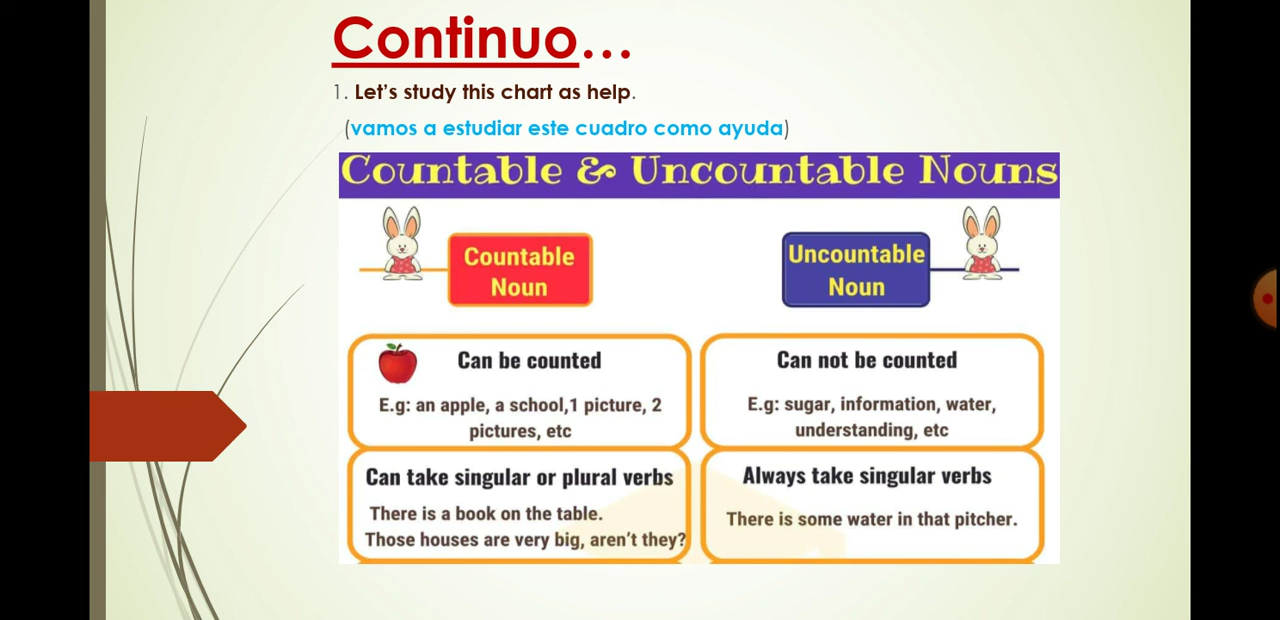 Continuo...
1. Let's study this chart as help.
(vamos a estudiar este cuadro como ayuda)
Countable & Uncountable Nouns
Countable
Noun
Uncountable
Noun
Can be counted
E.g: an apple, a school,1 picture, 2
pictures, etc
Can not be counted
E.g: sugar, information, water,
understanding, etc
Can take singular or plural verbs
There is a book on the table.
Those houses are very big, aren't they?
Always take singular verbs
There is some water in that pitcher.